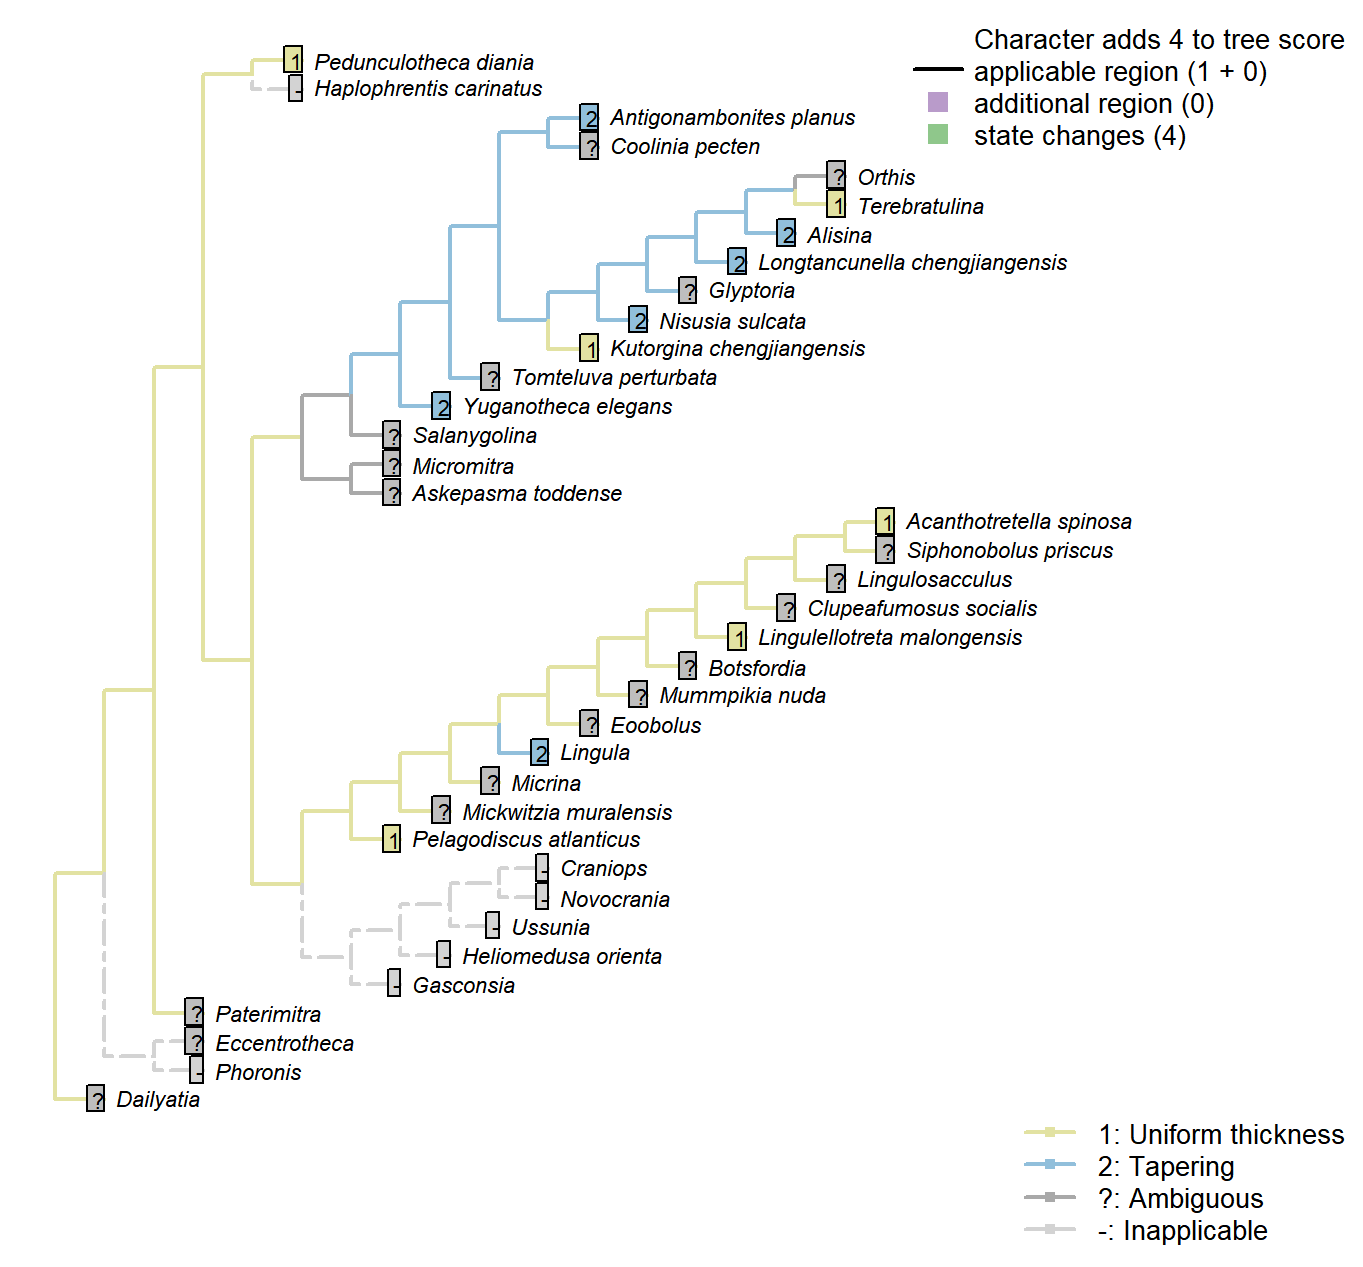 Character adds 4 to tree score
applicable region (1 + 0)
additional region (0)
state changes (4)
1 Pedunculotheca diania
- Haplophrentis carinatus
2 Antigonambonites planus
? Coolinia pecten
? Orthis
1 Terebratulina
2 Alisina
2 Longtancunella chengjiangensis
? Glyptoria
2 Nisusia sulcata
1 Kutorgina chengjiangensis
? Tomteluva perturbata
2 Yuganotheca elegans
? Salanygolina
? Micromitra
? Askepasma toddense
1 Acanthotretella spinosa
? Siphonobolus priscus
? Lingulosacculus
? Clupeafumosus socialis
1 Lingulellotreta malongensis
? Botsfordia
? Mummpikia nuda
? Eoobolus
2 Lingula
? Micrina
? Mickwitzia muralensis
1 Pelagodiscus atlanticus
- Craniops
- Novocrania
- Ussunia
- Heliomedusa orienta
- Gasconsia
? Paterimitra
? Eccentrotheca
- Phoronis
? Dailyatia
1: Uniform thickness
2: Tapering
?: Ambiguous
-: Inapplicable